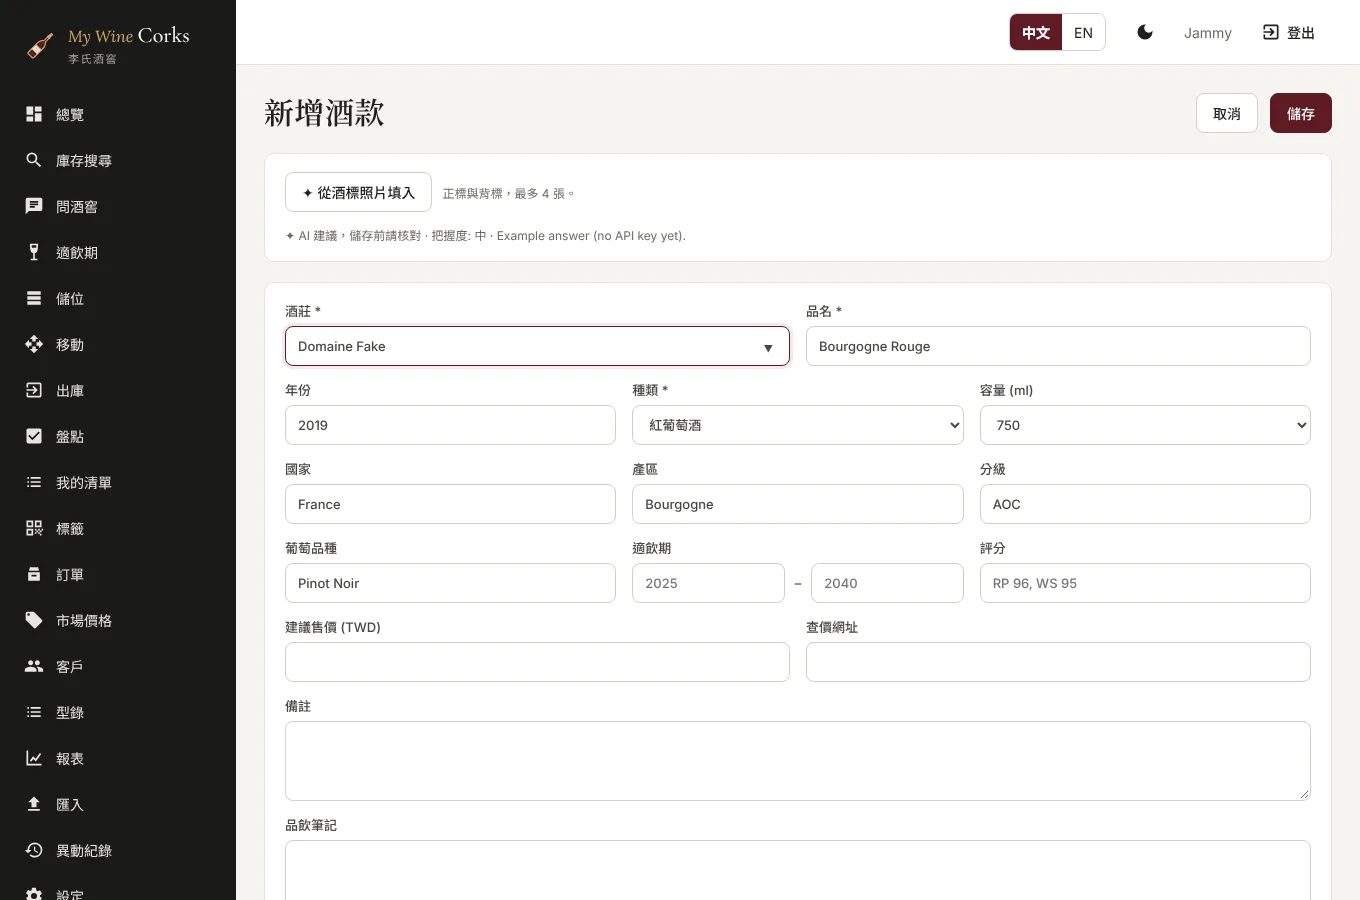 My Wine Corks
李氏酒窖
總覽
庫存搜尋
問酒窖
適飲期
儲位
移動
出庫
盤點
我的清單
標籤
訂單
市場價格
客戶
型錄
報表
匯入
異動紀錄
設定
中文 EN Jammy 登出
新增酒款 取消 儲存
✦ 從酒標照片填入 正標與背標，最多 4 張。
✦ AI 建議，儲存前請核對 · 把握度: 中 · Example answer (no API key yet).
酒莊 * 品名 *
Domaine Fake ▼ Bourgogne Rouge
年份 種類 * 容量 (ml)
2019 紅葡萄酒 750
國家 產區 分級
France Bourgogne AOC
葡萄品種 適飲期 評分
Pinot Noir 2025 – 2040 RP 96, WS 95
建議售價 (TWD) 查價網址
備註
品飲筆記